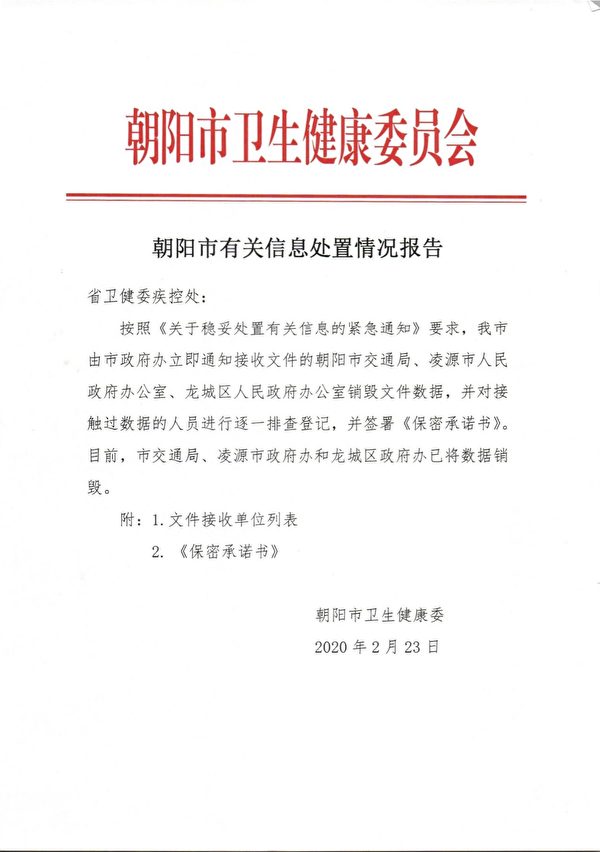 朝阳市卫生健康委员会
朝阳市有关信息处置情况报告
省卫健委疾控处：
按照《关于稳妥处置有关信息的紧急通知》要求，我市
由市政府办立即通知接收文件的朝阳市交通局、凌源市人民
政府办公室、龙城区人民政府办公室销毁文件数据，并对接
触过数据的人员进行逐一排查登记，并签署《保密承诺书》。
目前，市交通局、凌源市政府办和龙城区政府办已将数据销
毁。
附：1.文件接收单位列表
2.《保密承诺书》
朝阳市卫生健康委
2020年2月23日